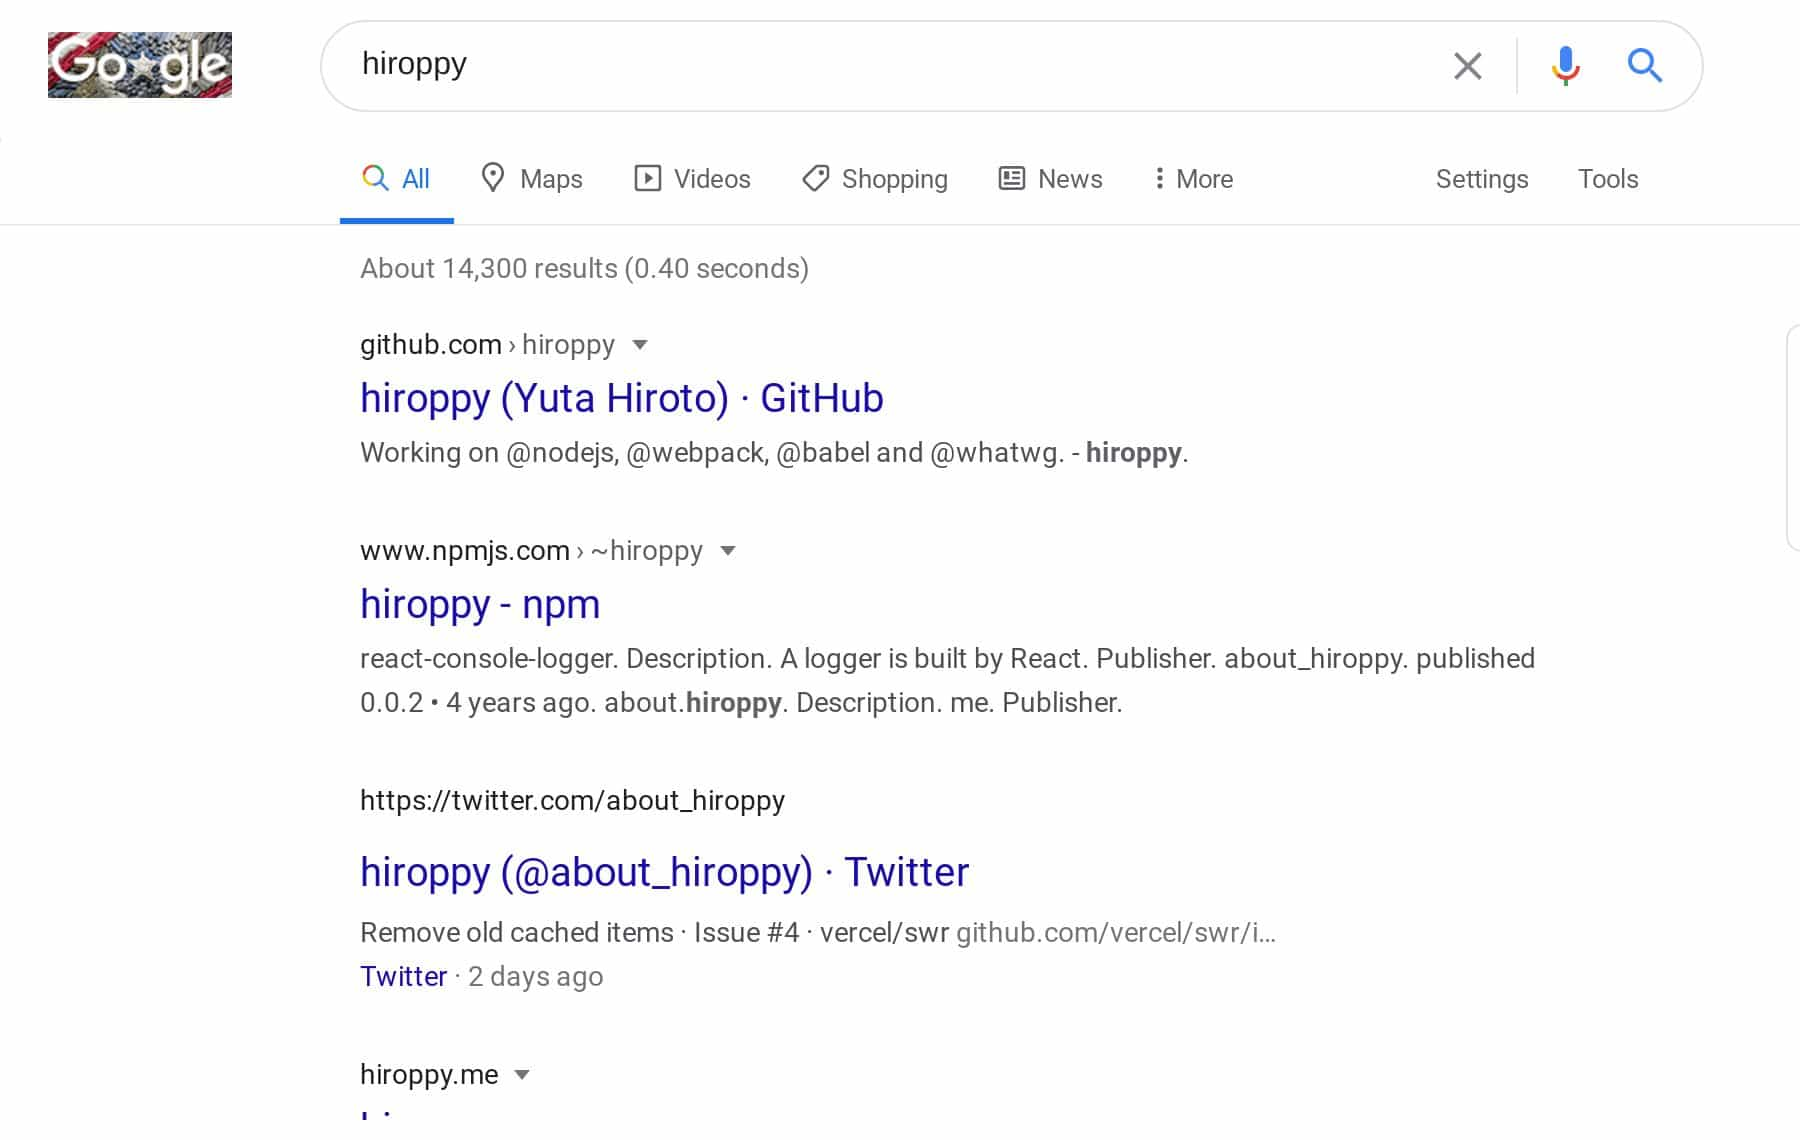 Google
hiroppy
All Maps Videos Shopping News More Settings Tools
About 14,300 results (0.40 seconds)
github.com › hiroppy
hiroppy (Yuta Hiroto) · GitHub
Working on @nodejs, @webpack, @babel and @whatwg. - hiroppy.
www.npmjs.com › ~hiroppy
hiroppy - npm
react-console-logger. Description. A logger is built by React. Publisher. about_hiroppy. published
0.0.2 • 4 years ago. about.hiroppy. Description. me. Publisher.
https://twitter.com/about_hiroppy
hiroppy (@about_hiroppy) · Twitter
Remove old cached items · Issue #4 · vercel/swr github.com/vercel/swr/i...
Twitter · 2 days ago
hiroppy.me